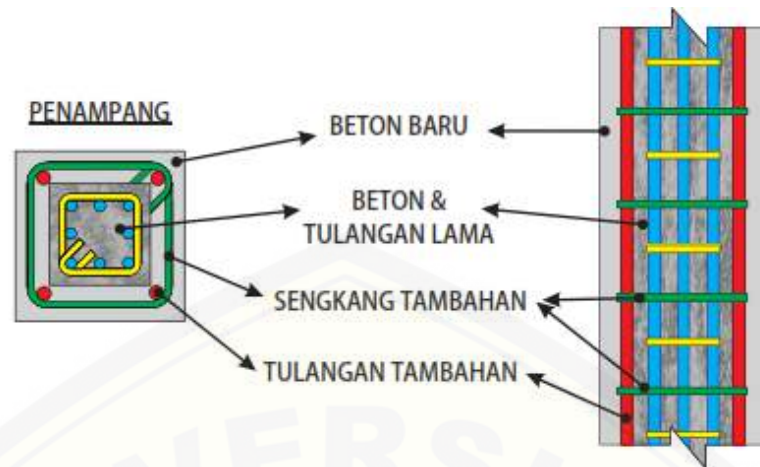 PENAMPANG
BETON BARU
BETON &
TULANGAN LAMA
SENGKANG TAMBAHAN
TULANGAN TAMBAHAN